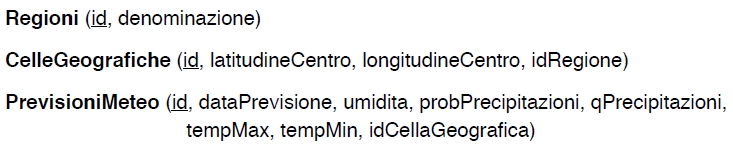 Regioni (id, denominazione)
CelleGeografiche (id, latitudineCentro, longitudineCentro, idRegione)
PrevisioniMeteo (id, dataPrevisione, umidita, probPrecipitazioni, qPrecipitazioni,
tempMax, tempMin, idCellaGeografica)